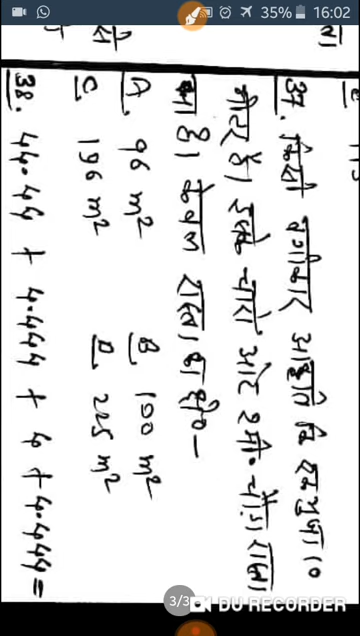 35% 16:02
37. किसी वर्गाकार आकृति कि एक भुजा 10
मीटर है। इसके चारों ओर 2 मी० चौड़ा रास्ता
बना है। केवल रास्ता का क्षे०—
A. 96 m² B. 100 m²
C. 196 m² D. 225 m²
38. 44.44 + 4.444 + 4 + 4.444 =
3/3
DU RECORDER